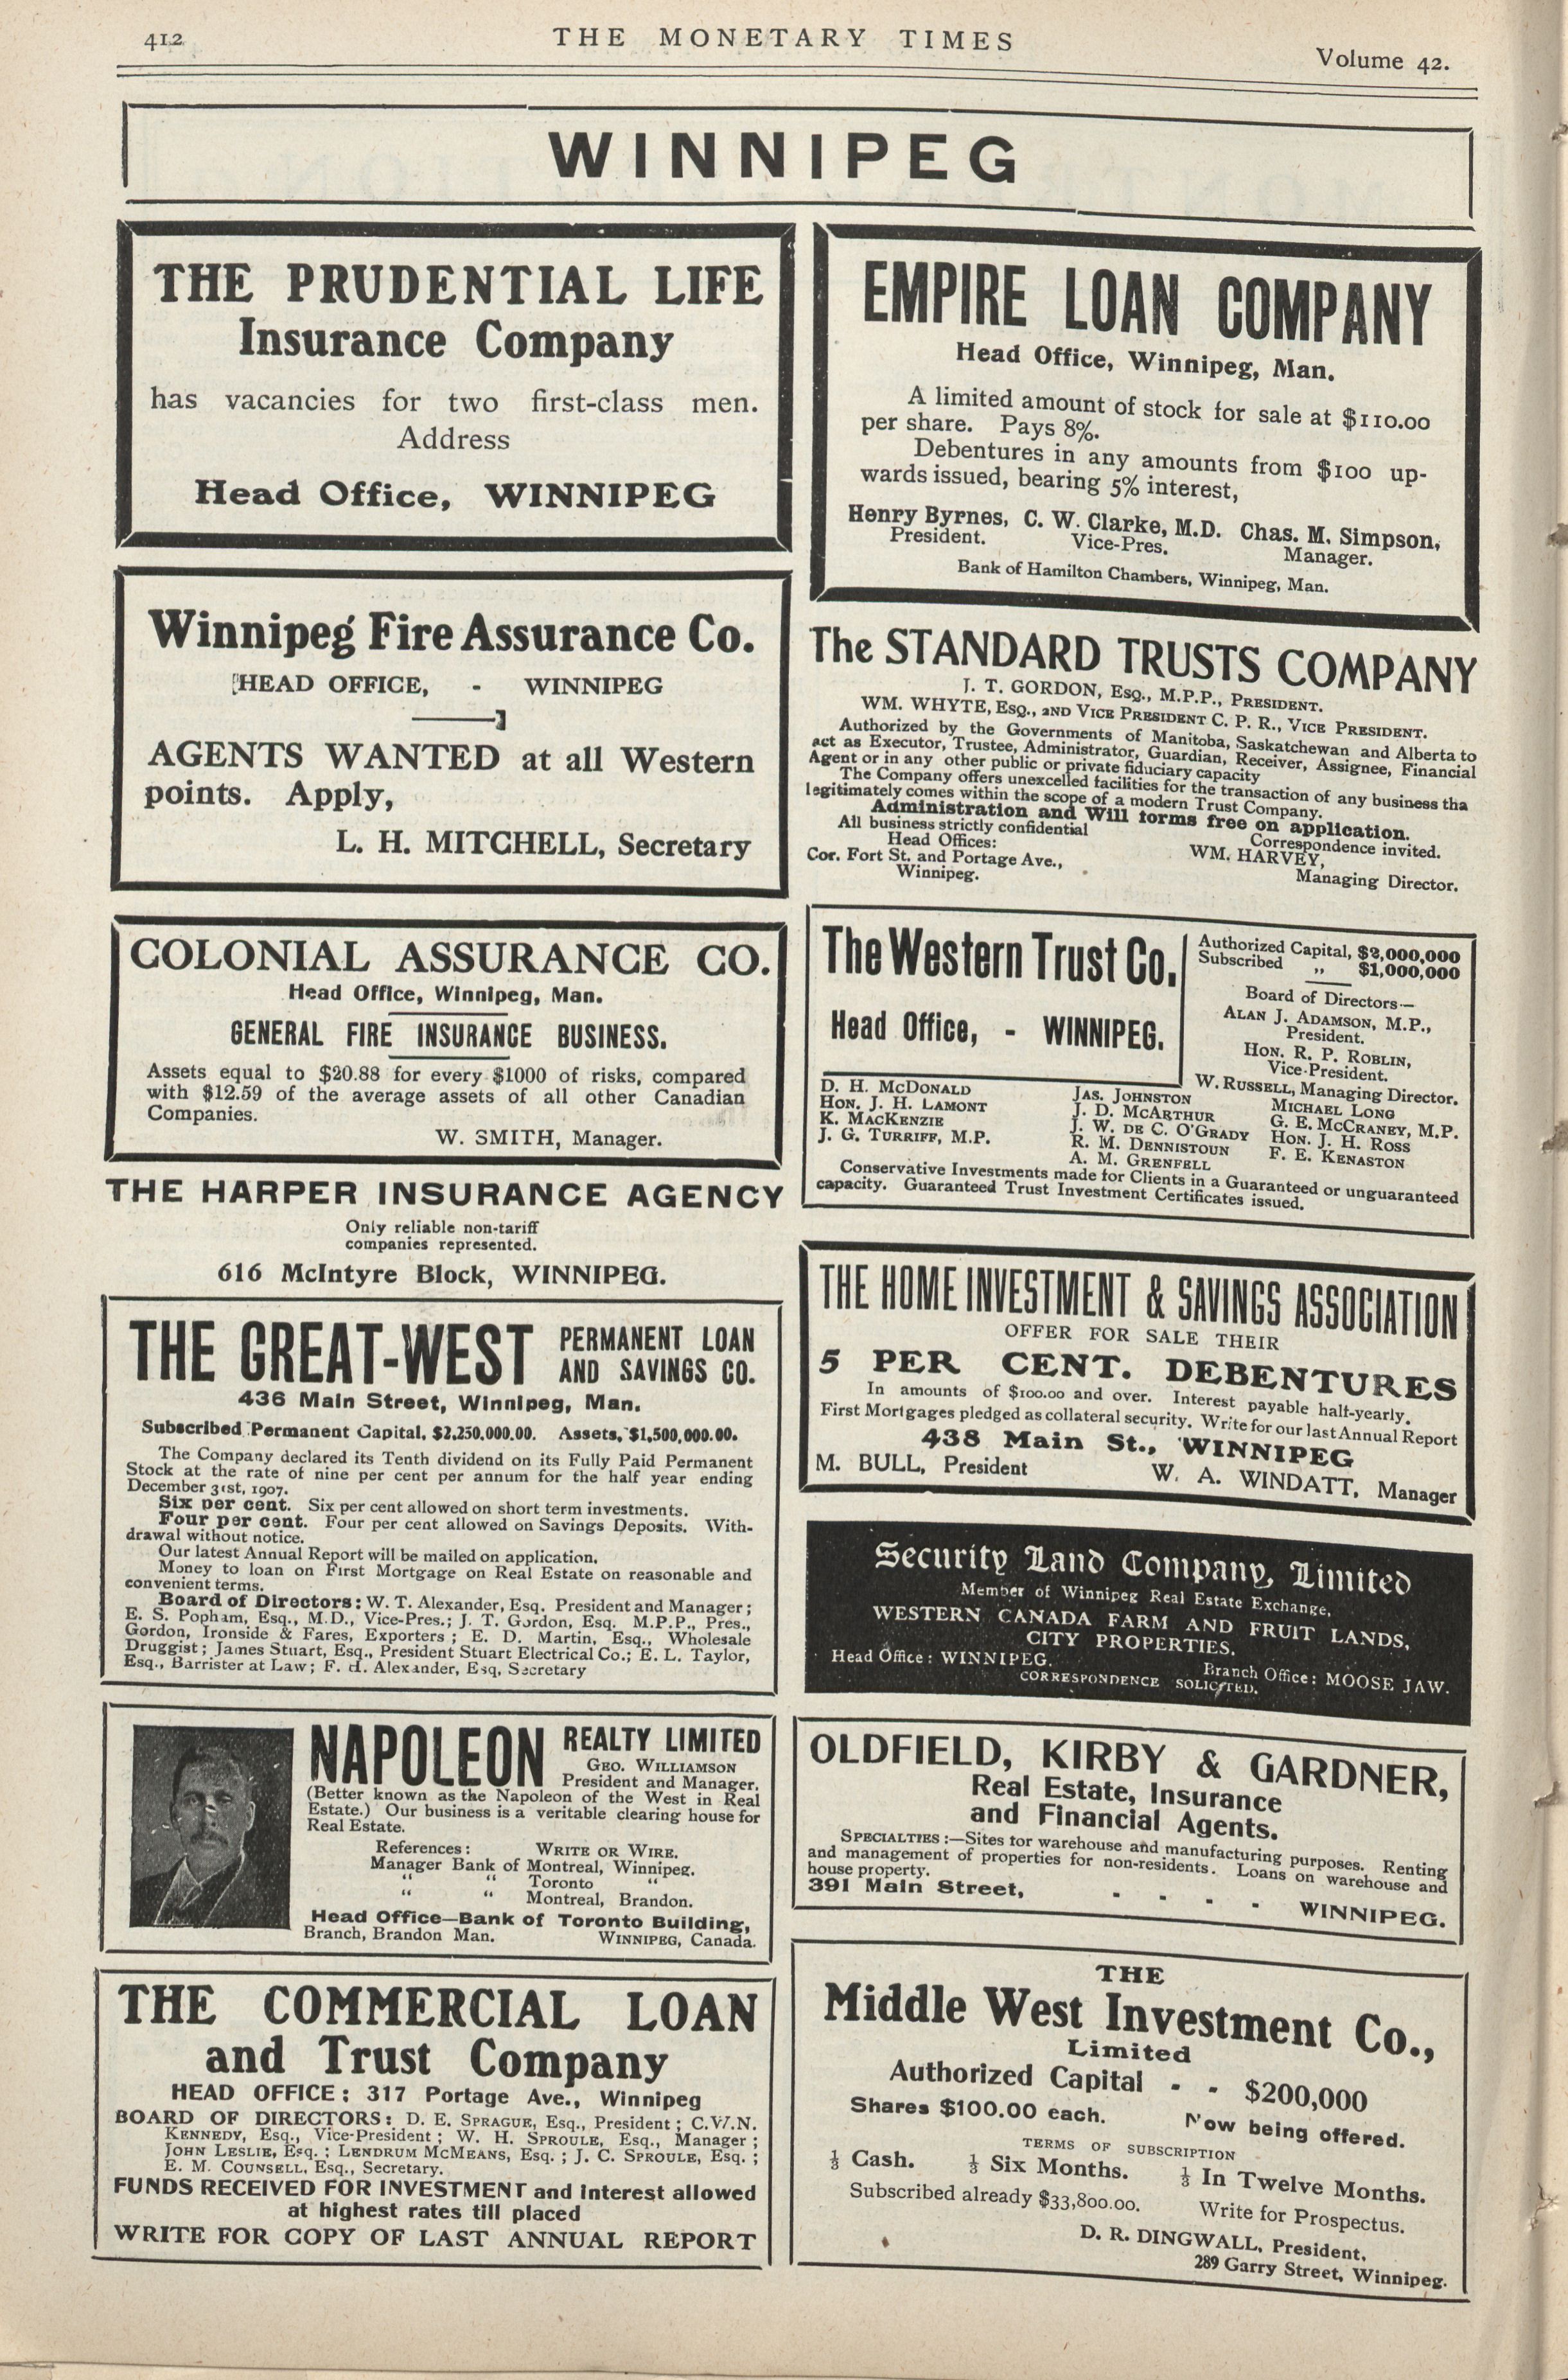 412
THE MONETARY TIMES
Volume 42.
WINNIPEG
THE PRUDENTIAL LIFE
Insurance Company
has vacancies for two first-class men.
Address
Head Office, WINNIPEG
Winnipeg Fire Assurance Co.
HEAD OFFICE, - WINNIPEG
AGENTS WANTED at all Western
points. Apply,
L. H. MITCHELL, Secretary
COLONIAL ASSURANCE CO.
Head Office, Winnipeg, Man.
GENERAL FIRE INSURANCE BUSINESS.
Assets equal to $20.88 for every $1000 of risks, compared
with $12.59 of the average assets of all other Canadian
Companies.
W. SMITH, Manager.
THE HARPER INSURANCE AGENCY
Only reliable non-tariff
companies represented.
616 McIntyre Block, WINNIPEG.
THE GREAT-WEST PERMANENT LOAN
AND SAVINGS CO.
436 Main Street, Winnipeg, Man.
Subscribed Permanent Capital, $2,250,000.00. Assets, $1,500,000.00.
The Company declared its Tenth dividend on its Fully Paid Permanent
Stock at the rate of nine per cent per annum for the half year ending
December 31st, 1907.
Six per cent. Six per cent allowed on short term investments.
Four per cent. Four per cent allowed on Savings Deposits. With-
drawal without notice.
Our latest Annual Report will be mailed on application.
Money to loan on First Mortgage on Real Estate on reasonable and
convenient terms.
Board of Directors: W. T. Alexander, Esq. President and Manager;
E. S. Popham, Esq., M.D., Vice-Pres.; J. T. Gordon, Esq. M.P.P., Pres.,
Gordon, Ironside & Fares, Exporters; E. D. Martin, Esq., Wholesale
Druggist; James Stuart, Esq., President Stuart Electrical Co.; E. L. Taylor,
Esq., Barrister at Law; F. H. Alexander, Esq, Secretary
NAPOLEON REALTY LIMITED
GEO. WILLIAMSON
President and Manager.
(Better known as the Napoleon of the West in Real
Estate.) Our business is a veritable clearing house for
Real Estate.
References: WRITE OR WIRE.
Manager Bank of Montreal, Winnipeg.
" " Toronto "
" " Montreal, Brandon.
Head Office—Bank of Toronto Building,
Branch, Brandon Man. WINNIPEG, Canada.
THE COMMERCIAL LOAN
and Trust Company
HEAD OFFICE: 317 Portage Ave., Winnipeg
BOARD OF DIRECTORS: D. E. SPRAGUE, Esq., President; C.W.N.
KENNEDY, Esq., Vice-President; W. H. SPROULE, Esq., Manager;
JOHN LESLIE, Esq.; LENDRUM MCMEANS, Esq.; J. C. SPROULE, Esq.;
E. M. COUNSELL, Esq., Secretary.
FUNDS RECEIVED FOR INVESTMENT and interest allowed
at highest rates till placed
WRITE FOR COPY OF LAST ANNUAL REPORT
EMPIRE LOAN COMPANY
Head Office, Winnipeg, Man.
A limited amount of stock for sale at $110.00
per share. Pays 8%.
Debentures in any amounts from $100 up-
wards issued, bearing 5% interest,
Henry Byrnes, C. W. Clarke, M.D. Chas. M. Simpson,
President. Vice-Pres. Manager.
Bank of Hamilton Chambers, Winnipeg, Man.
The STANDARD TRUSTS COMPANY
J. T. GORDON, Esq., M.P.P., PRESIDENT.
WM. WHYTE, Esq., 2ND VICE PRESIDENT C. P. R., VICE PRESIDENT.
Authorized by the Governments of Manitoba, Saskatchewan and Alberta to
act as Executor, Trustee, Administrator, Guardian, Receiver, Assignee, Financial
Agent or in any other public or private fiduciary capacity
The Company offers unexcelled facilities for the transaction of any business tha
legitimately comes within the scope of a modern Trust Company.
Administration and Will forms free on application.
All business strictly confidential Correspondence invited.
Head Offices: WM. HARVEY,
Cor. Fort St. and Portage Ave., Managing Director.
Winnipeg.
The Western Trust Co.
Head Office, - WINNIPEG.
Authorized Capital, $2,000,000
Subscribed ,, $1,000,000
Board of Directors—
ALAN J. ADAMSON, M.P.,
President.
HON. R. P. ROBLIN,
Vice-President.
W. RUSSELL, Managing Director.
D. H. MCDONALD JAS. JOHNSTON MICHAEL LONG
HON. J. H. LAMONT J. D. MCARTHUR G. E. MCCRANEY, M.P.
K. MACKENZIE J. W. DE C. O'GRADY HON. J. H. ROSS
J. G. TURRIFF, M.P. R. M. DENNISTOUN F. E. KENASTON
A. M. GRENFELL
Conservative Investments made for Clients in a Guaranteed or unguaranteed
capacity. Guaranteed Trust Investment Certificates issued.
THE HOME INVESTMENT & SAVINGS ASSOCIATION
OFFER FOR SALE THEIR
5 PER CENT. DEBENTURES
In amounts of $100.00 and over. Interest payable half-yearly.
First Mortgages pledged as collateral security. Write for our last Annual Report
438 Main St., WINNIPEG
M. BULL, President W. A. WINDATT, Manager
Security Land Company, Limited
Member of Winnipeg Real Estate Exchange,
WESTERN CANADA FARM AND FRUIT LANDS,
CITY PROPERTIES.
Head Office: WINNIPEG. Branch Office: MOOSE JAW.
CORRESPONDENCE SOLICITED.
OLDFIELD, KIRBY & GARDNER,
Real Estate, Insurance
and Financial Agents.
SPECIALTIES:—Sites for warehouse and manufacturing purposes. Renting
and management of properties for non-residents. Loans on warehouse and
house property.
391 Main Street, - - - - WINNIPEG.
THE
Middle West Investment Co.,
Limited
Authorized Capital - - $200,000
Shares $100.00 each. Now being offered.
TERMS OF SUBSCRIPTION
⅓ Cash. ⅓ Six Months. ⅓ In Twelve Months.
Subscribed already $33,800.00. Write for Prospectus.
D. R. DINGWALL, President,
289 Garry Street, Winnipeg.